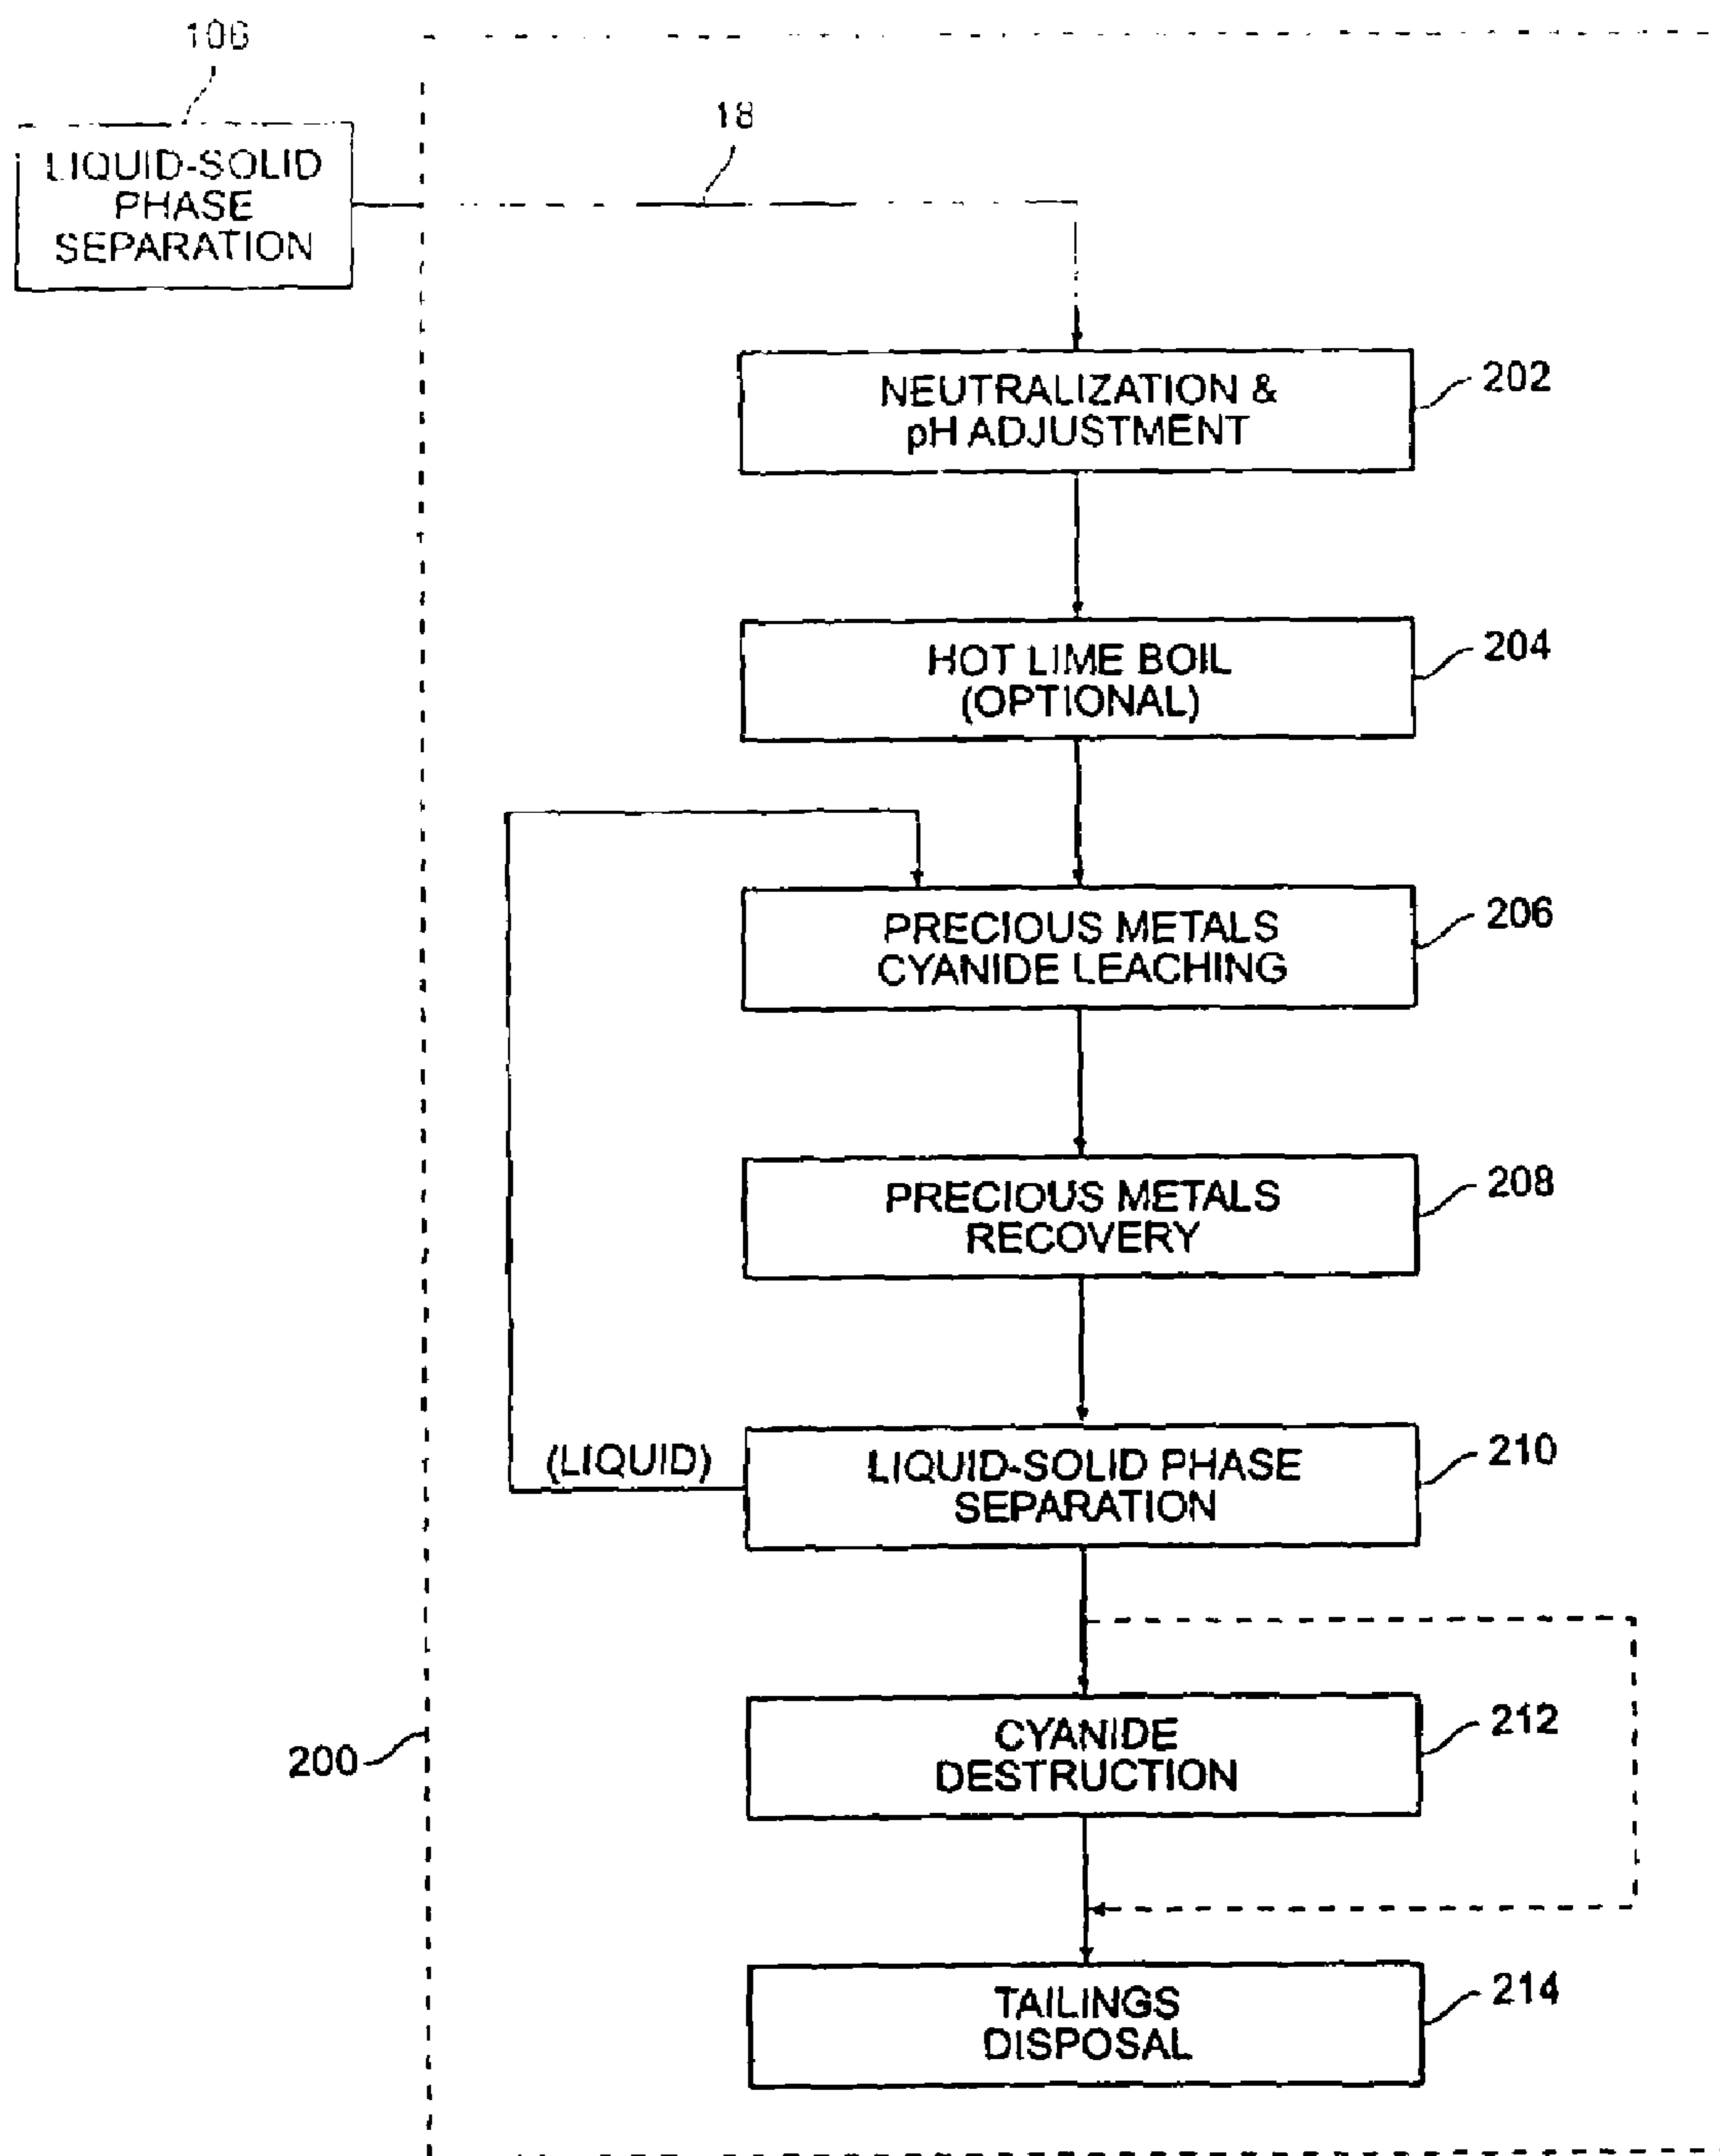 106
18
LIQUID-SOLID
PHASE
SEPARATION
NEUTRALIZATION &
pH ADJUSTMENT
202
HOT LIME BOIL
(OPTIONAL)
204
PRECIOUS METALS
CYANIDE LEACHING
206
PRECIOUS METALS
RECOVERY
208
(LIQUID)
LIQUID-SOLID PHASE
SEPARATION
210
CYANIDE
DESTRUCTION
212
200
TAILINGS
DISPOSAL
214